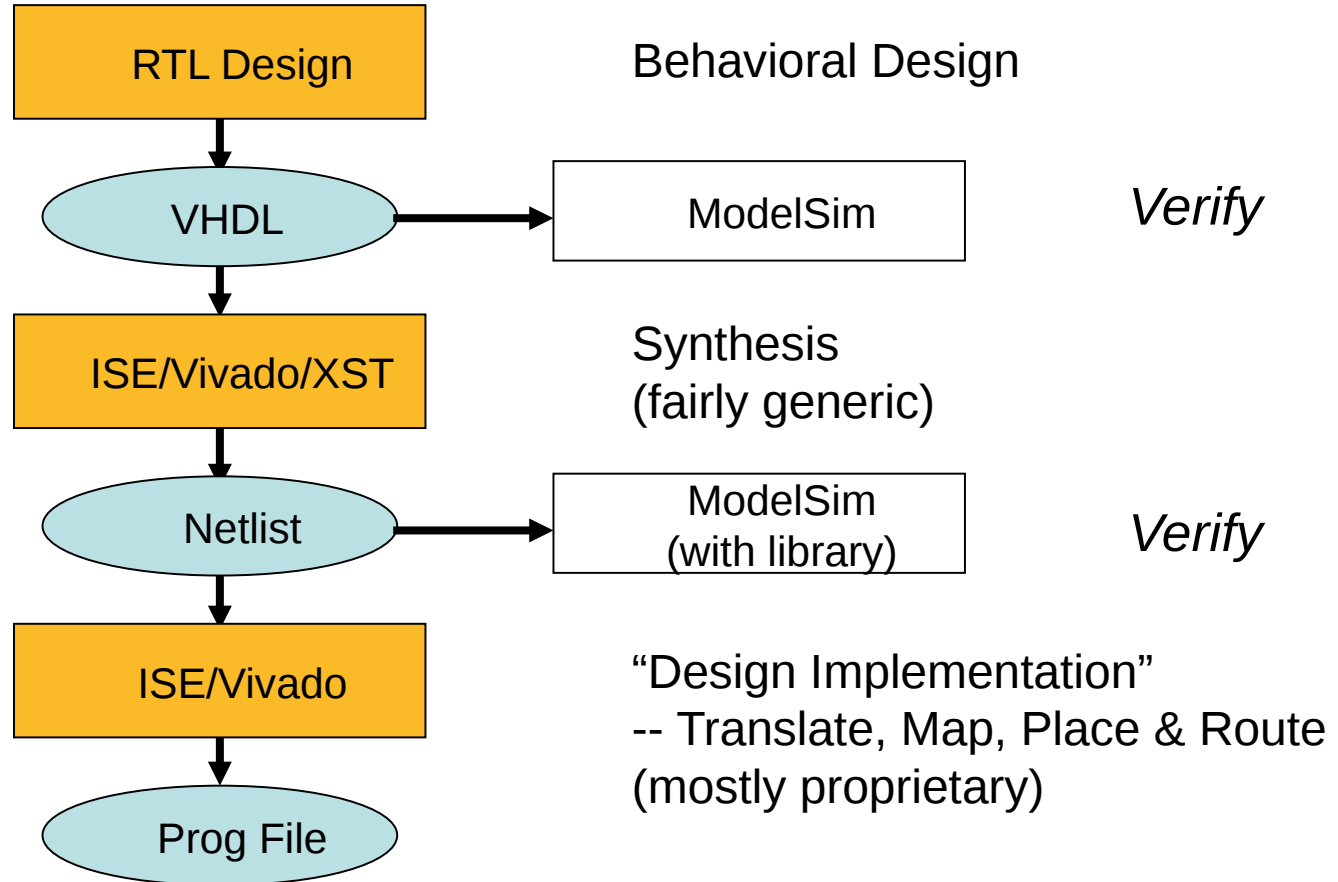 RTL Design
Behavioral Design
VHDL
ModelSim
Verify
ISE/Vivado/XST
Synthesis
(fairly generic)
Netlist
ModelSim
(with library)
Verify
ISE/Vivado
“Design Implementation”
-- Translate, Map, Place & Route
(mostly proprietary)
Prog File